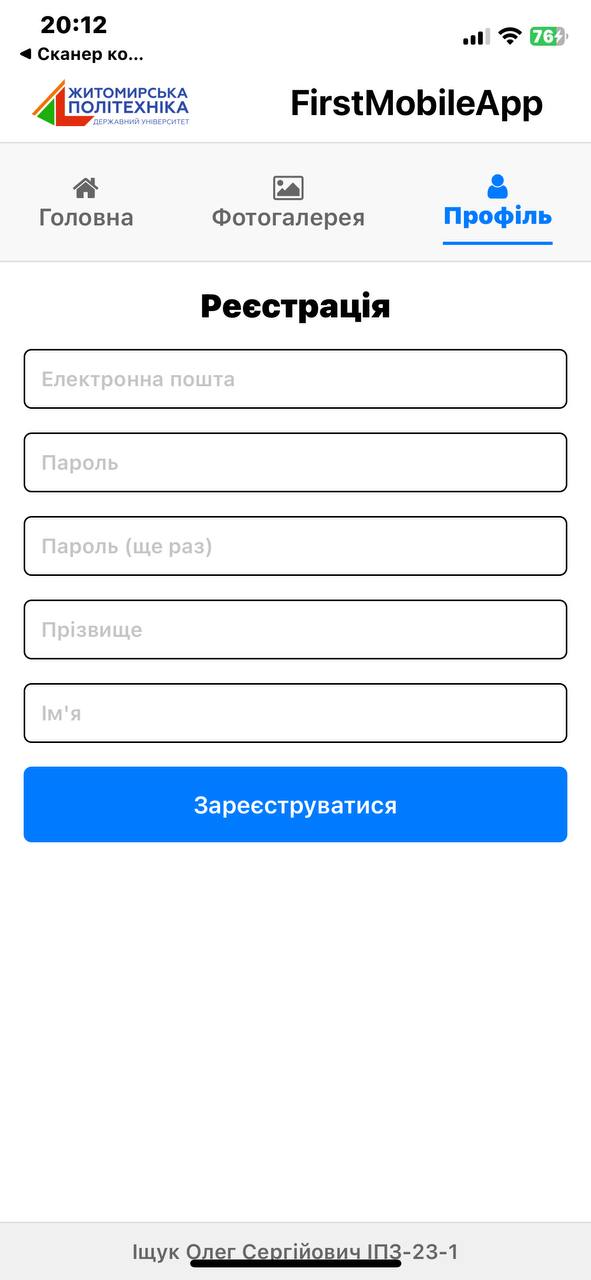 20:12
76
◀ Сканер ко...
ЖИТОМИРСЬКА
ПОЛІТЕХНІКА
ДЕРЖАВНИЙ УНІВЕРСИТЕТ
FirstMobileApp
Головна
Фотогалерея
Профіль
Реєстрація
Електронна пошта
Пароль
Пароль (ще раз)
Прізвище
Ім'я
Зареєструватися
Іщук Олег Сергійович ІПЗ-23-1